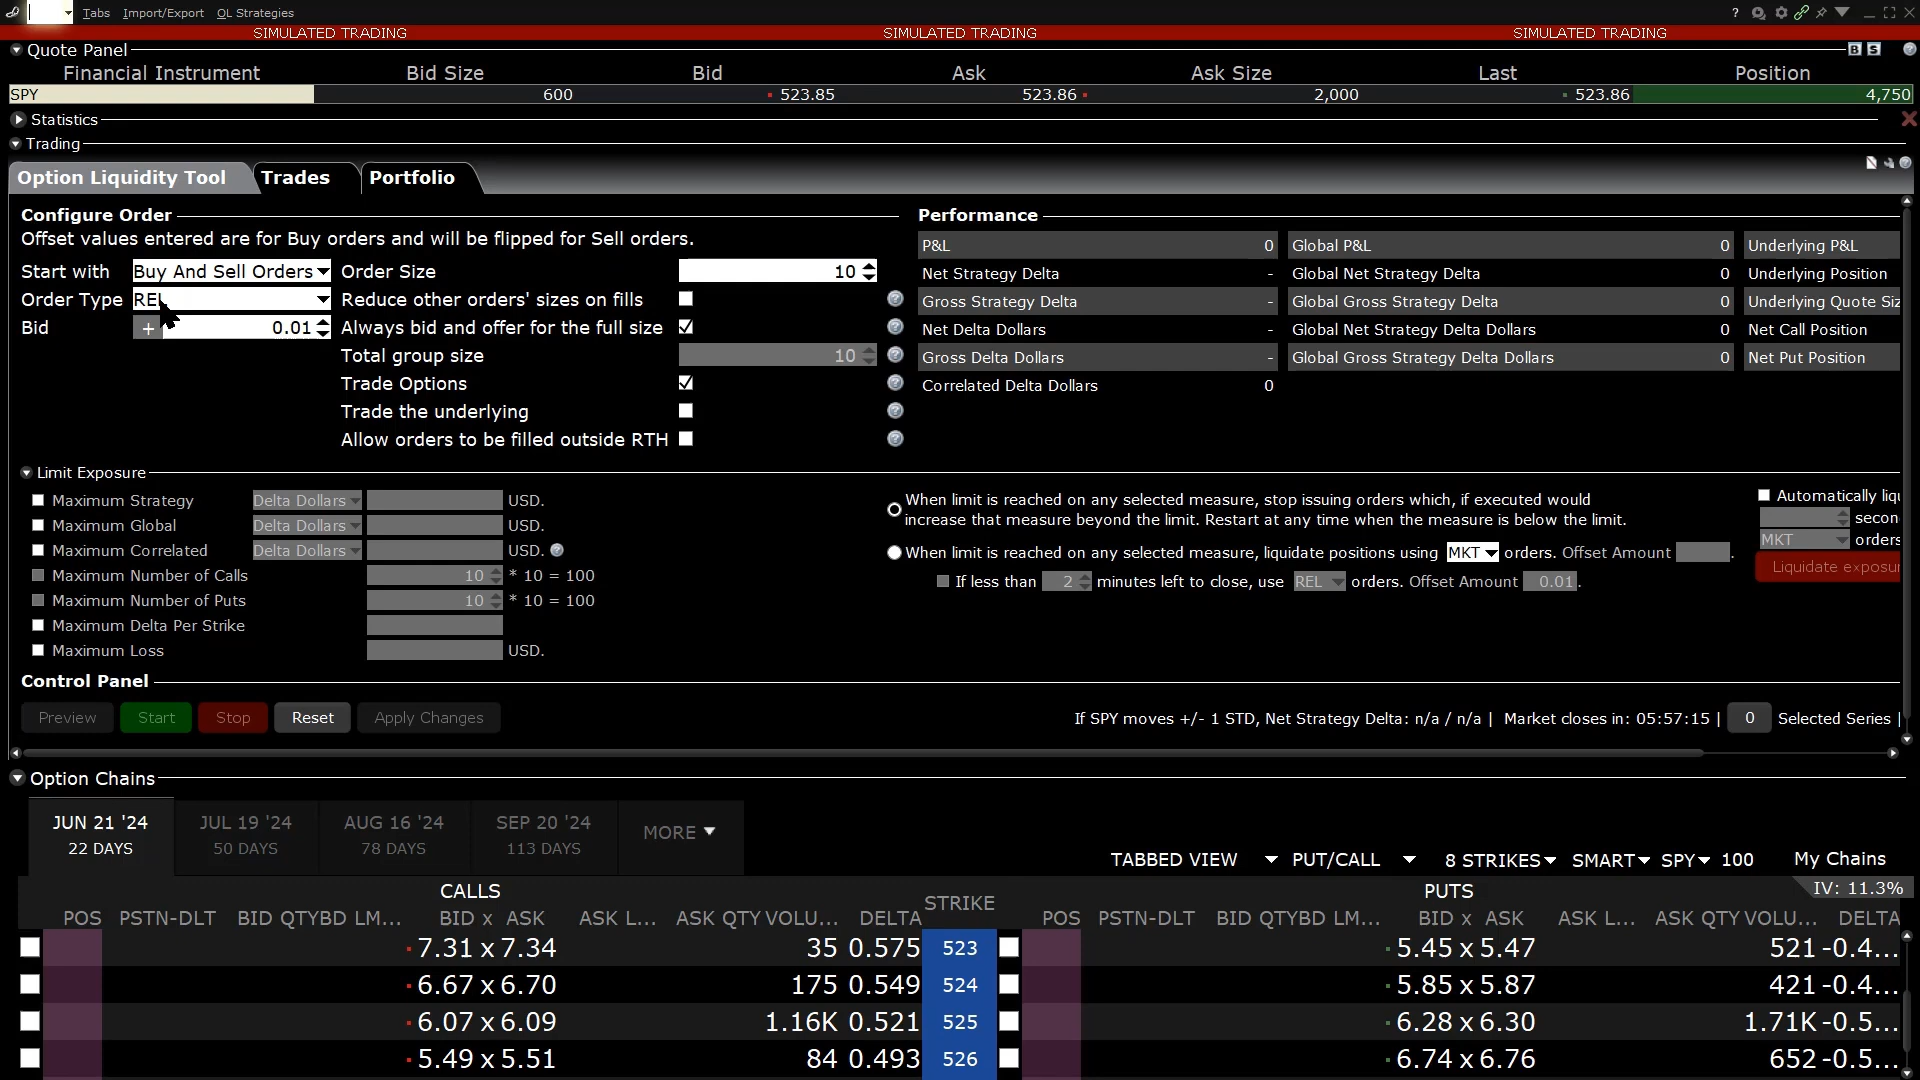 Tabs Import/Export QL Strategies ?
SIMULATED TRADING SIMULATED TRADING SIMULATED TRADING
Quote Panel B S ?
Financial Instrument Bid Size Bid Ask Ask Size Last Position
SPY 600 523.85 523.86 2,000 523.86 4,750
Statistics
Trading
Option Liquidity Tool Trades Portfolio
Configure Order
Offset values entered are for Buy orders and will be flipped for Sell orders.
Start with Buy And Sell Orders Order Size 10
Order Type REL Reduce other orders' sizes on fills
Bid + 0.01 Always bid and offer for the full size
Total group size 10
Trade Options
Trade the underlying
Allow orders to be filled outside RTH
Performance
P&L 0 Global P&L 0 Underlying P&L
Net Strategy Delta - Global Net Strategy Delta 0 Underlying Position
Gross Strategy Delta - Global Gross Strategy Delta 0 Underlying Quote Siz
Net Delta Dollars - Global Net Strategy Delta Dollars 0 Net Call Position
Gross Delta Dollars - Global Gross Strategy Delta Dollars 0 Net Put Position
Correlated Delta Dollars 0
Limit Exposure
Maximum Strategy Delta Dollars USD.
Maximum Global Delta Dollars USD.
Maximum Correlated Delta Dollars USD. ?
Maximum Number of Calls 10 * 10 = 100
Maximum Number of Puts 10 * 10 = 100
Maximum Delta Per Strike
Maximum Loss USD.
When limit is reached on any selected measure, stop issuing orders which, if executed would
increase that measure beyond the limit. Restart at any time when the measure is below the limit.
When limit is reached on any selected measure, liquidate positions using MKT orders. Offset Amount .
If less than 2 minutes left to close, use REL orders. Offset Amount 0.01.
Automatically liqu
secon
MKT orders
Liquidate exposur
Control Panel
Preview Start Stop Reset Apply Changes If SPY moves +/- 1 STD, Net Strategy Delta: n/a / n/a | Market closes in: 05:57:15 | 0 Selected Series |
Option Chains
JUN 21 '24 JUL 19 '24 AUG 16 '24 SEP 20 '24 MORE
22 DAYS 50 DAYS 78 DAYS 113 DAYS
TABBED VIEW PUT/CALL 8 STRIKES SMART SPY 100 My Chains
IV: 11.3%
CALLS STRIKE PUTS
POS PSTN-DLT BID QTY BD LM... BID x ASK ASK L... ASK QTY VOLU... DELTA POS PSTN-DLT BID QTY BD LM... BID x ASK ASK L... ASK QTY VOLU... DELTA
7.31 x 7.34 35 0.575 523 5.45 x 5.47 521 -0.4...
6.67 x 6.70 175 0.549 524 5.85 x 5.87 421 -0.4...
6.07 x 6.09 1.16K 0.521 525 6.28 x 6.30 1.71K -0.5...
5.49 x 5.51 84 0.493 526 6.74 x 6.76 652 -0.5...